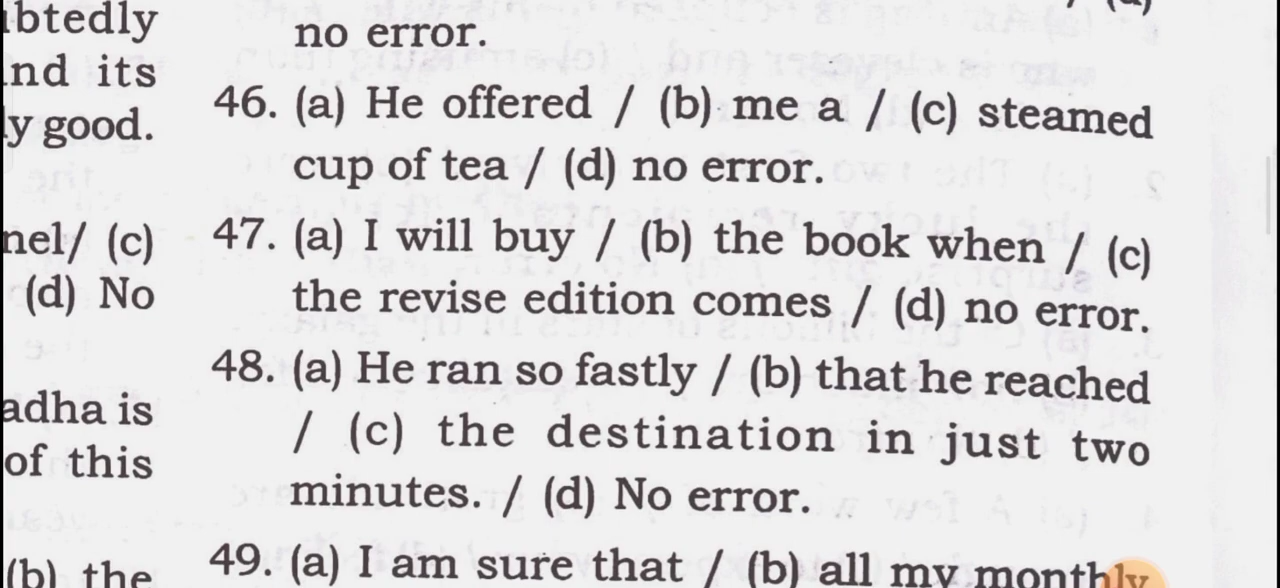 btedly
nd its
y good.
nel/ (c)
(d) No
adha is
of this
(b) the
no error.
46. (a) He offered / (b) me a / (c) steamed
cup of tea / (d) no error.
47. (a) I will buy / (b) the book when / (c)
the revise edition comes / (d) no error.
48. (a) He ran so fastly / (b) that he reached
/ (c) the destination in just two
minutes. / (d) No error.
49. (a) I am sure that / (b) all my monthly